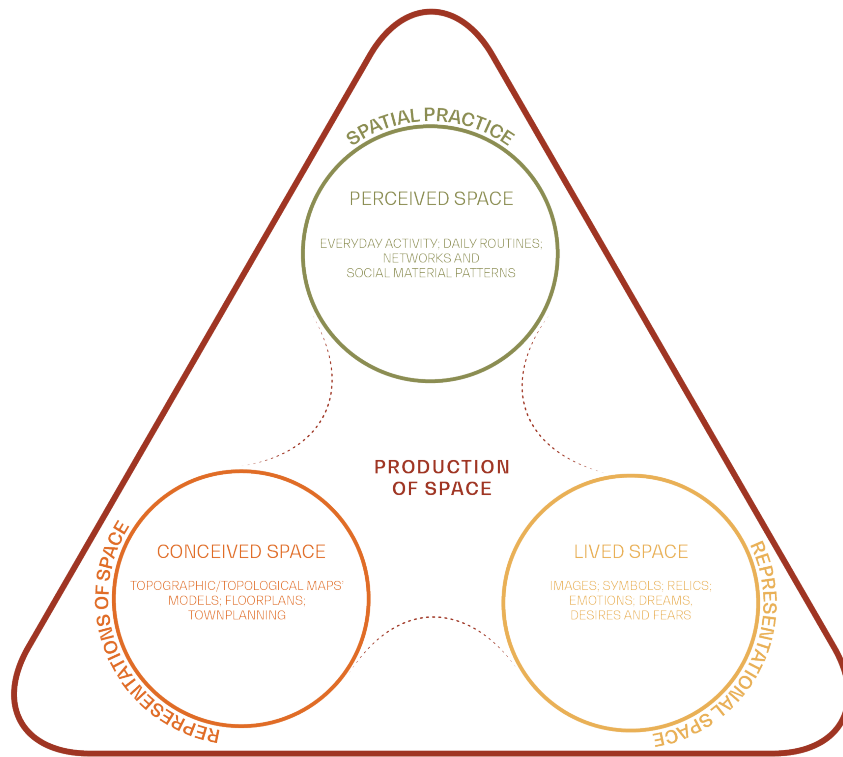 SPATIAL PRACTICE
PERCEIVED SPACE
EVERYDAY ACTIVITY; DAILY ROUTINES;
NETWORKS AND
SOCIAL MATERIAL PATTERNS
PRODUCTION
OF SPACE
REPRESENTATIONS OF SPACE
CONCEIVED SPACE
TOPOGRAPHIC/TOPOLOGICAL MAPS'
MODELS; FLOORPLANS;
TOWNPLANNING
LIVED SPACE
IMAGES; SYMBOLS; RELICS;
EMOTIONS; DREAMS,
DESIRES AND FEARS
REPRESENTATIONAL SPACE